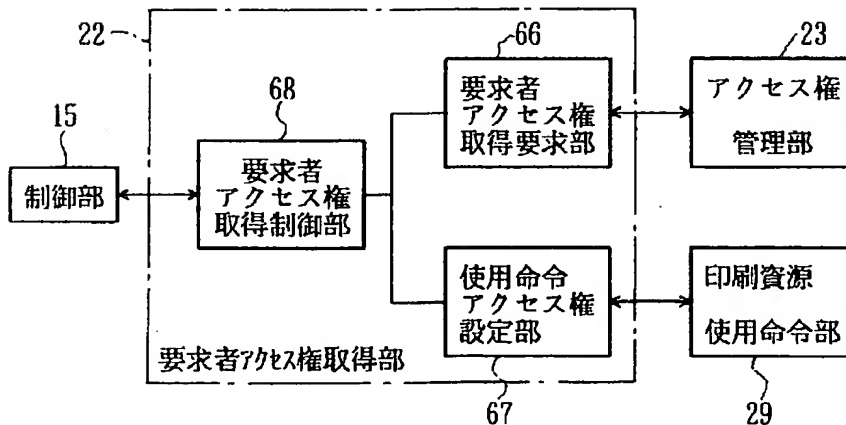 22
66
23
要求者
アクセス権
取得要求部
アクセス権
管理部
68
15
制御部
要求者
アクセス権
取得制御部
使用命令
アクセス権
設定部
印刷資源
使用命令部
要求者アクセス権取得部
67
29